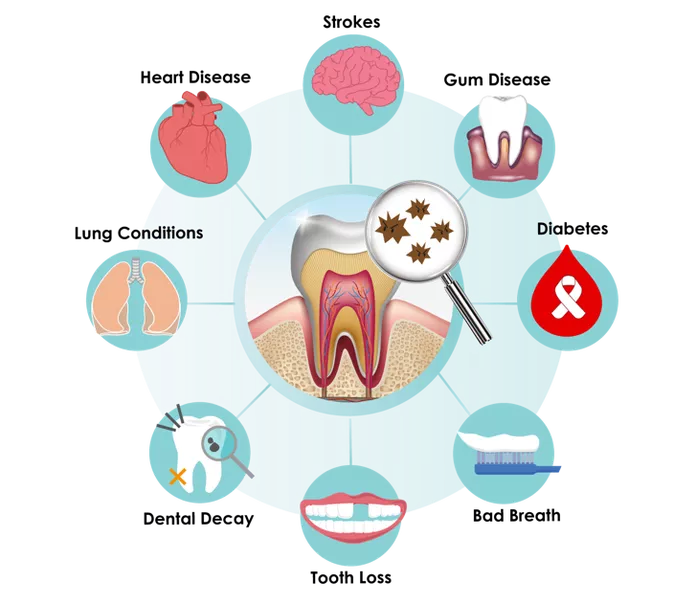 Strokes
Heart Disease
Gum Disease
Lung Conditions
Diabetes
Dental Decay
Bad Breath
Tooth Loss